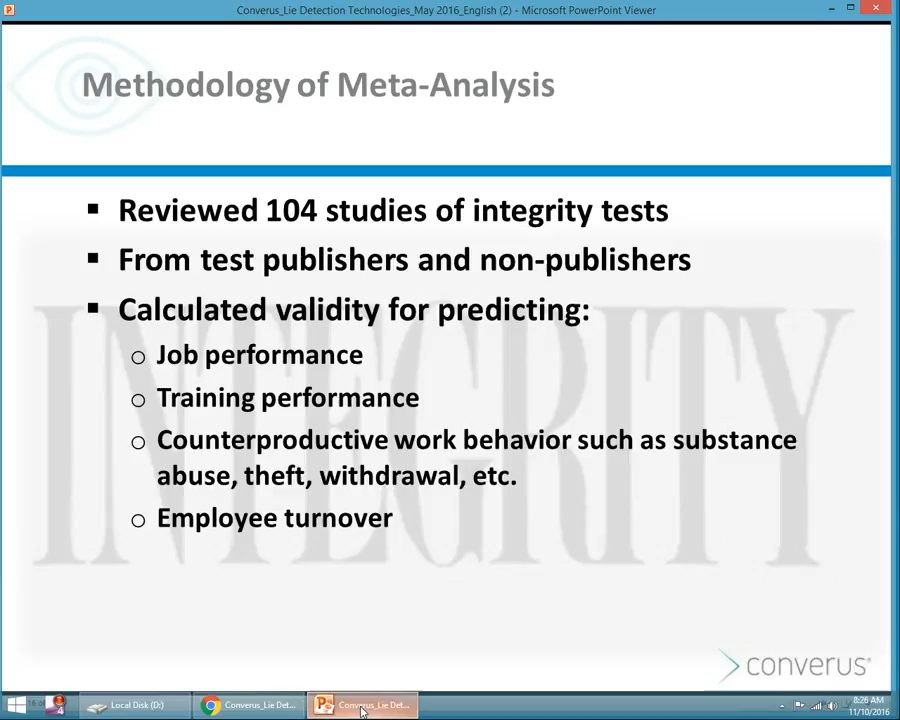 Converus_Lie Detection Technologies_May 2016_English (2) - Microsoft PowerPoint Viewer
Methodology of Meta-Analysis
▪ Reviewed 104 studies of integrity tests
▪ From test publishers and non-publishers
▪ Calculated validity for predicting:
o Job performance
o Training performance
o Counterproductive work behavior such as substance
abuse, theft, withdrawal, etc.
o Employee turnover
INTEGRITY
converus®
Local Disk (D:)
Converus_Lie Det...
Converus_Lie Det...
8:26 AM
11/10/2016